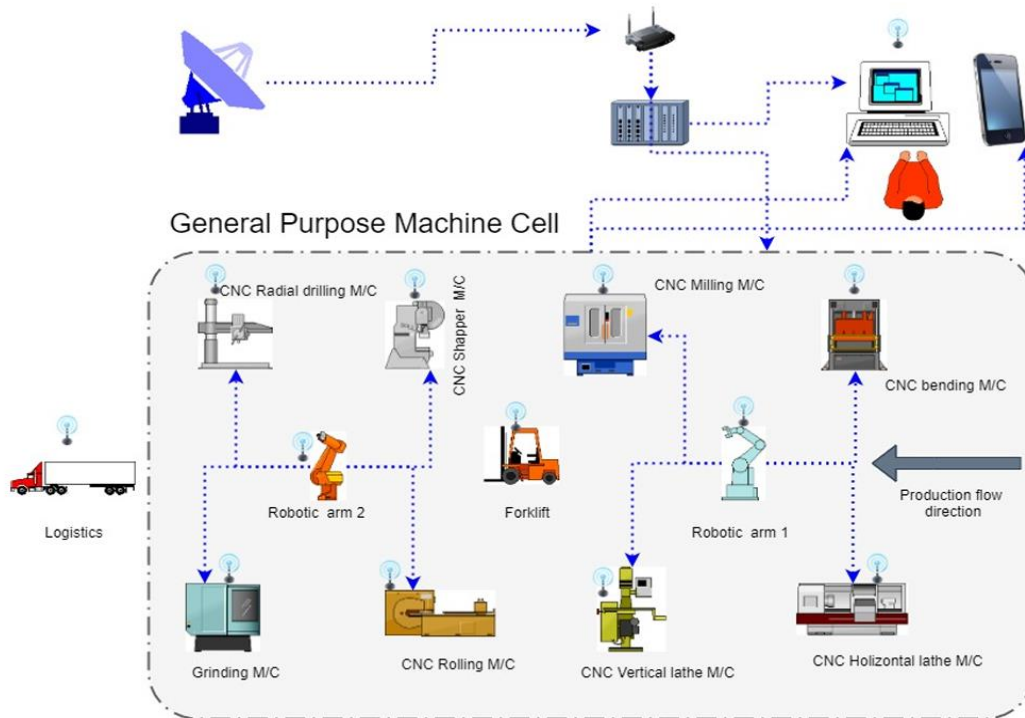 General Purpose Machine Cell
CNC Radial drilling M/C
CNC Shapper M/C
CNC Milling M/C
CNC bending M/C
Production flow
direction
Logistics
Robotic arm 2
Forklift
Robotic arm 1
Grinding M/C
CNC Rolling M/C
CNC Vertical lathe M/C
CNC Holizontal lathe M/C